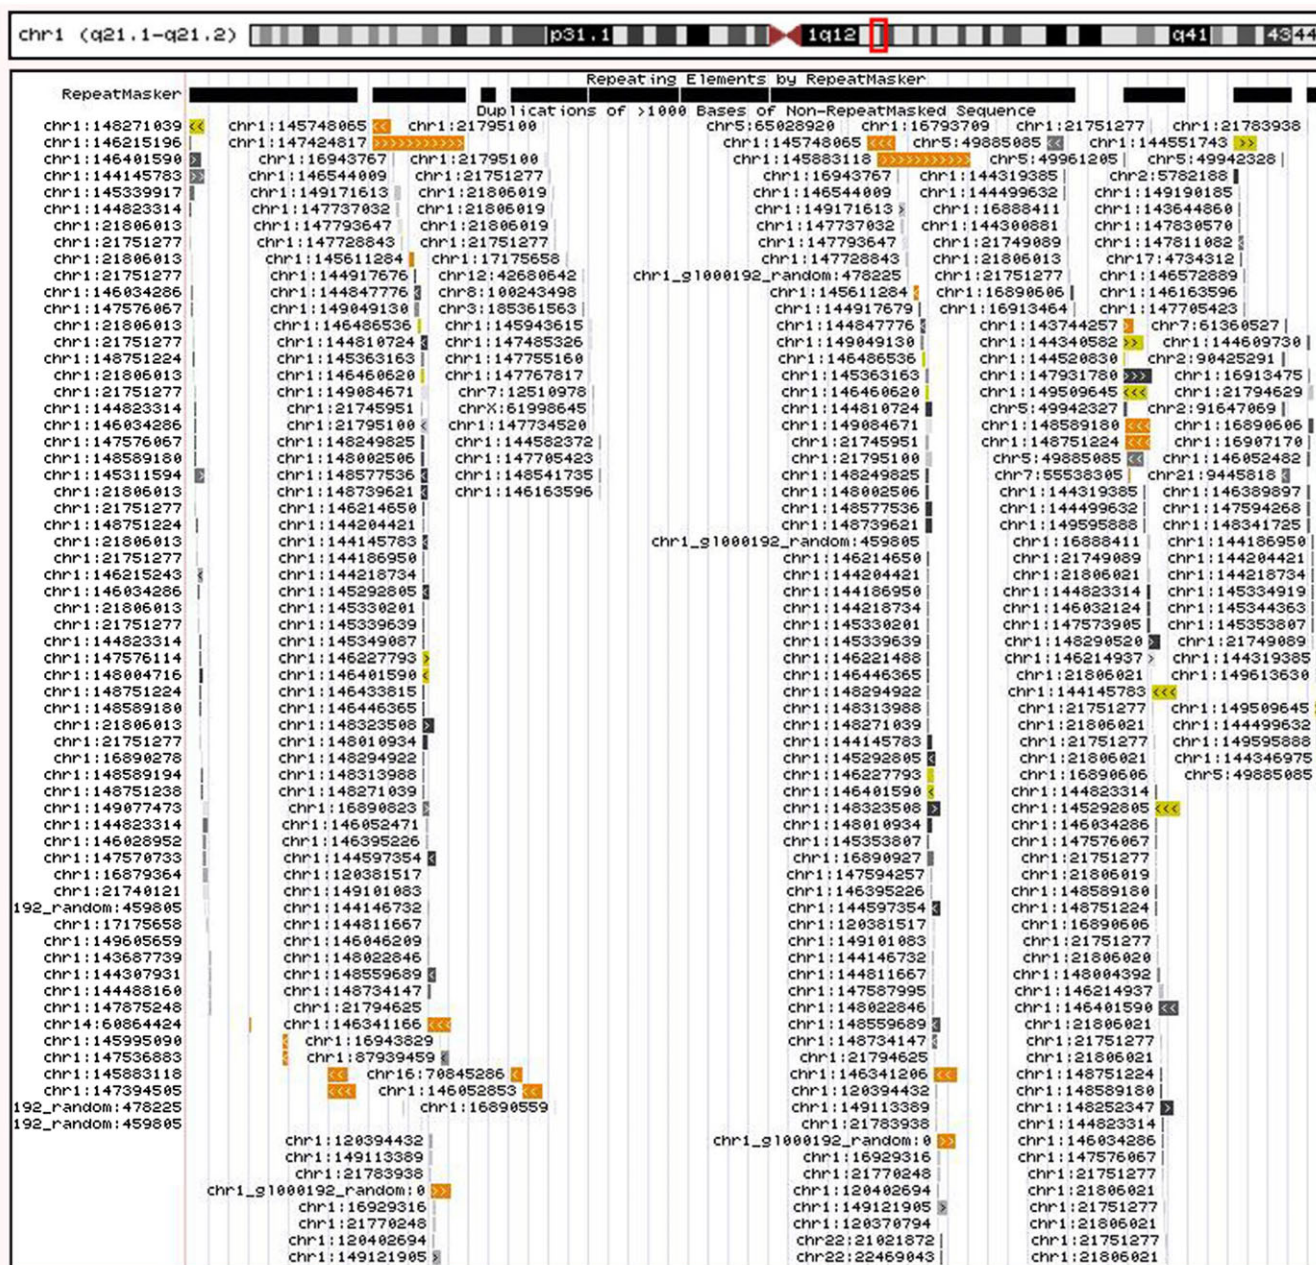 chr1 (q21.1-q21.2) p31.1 1q12 q41 43 44
Repeating Elements by RepeatMasker
RepeatMasker
Duplications of >1000 Bases of Non-RepeatMasked Sequence
chr1:148271039 chr1:145748065 chr1:21795100 chr5:65028920 chr1:16793709 chr1:21751277 chr1:21783938
chr1:146215196 chr1:147424817 chr1:145748065 chr5:49885085 chr1:144551743
chr1:146401590 chr1:16943767 chr1:21795100 chr1:145883118 chr5:49961205 chr5:49942328
chr1:144145783 chr1:146544009 chr1:21751277 chr1:16943767 chr1:144319385 chr2:5782188
chr1:145339917 chr1:149171613 chr1:21806019 chr1:146544009 chr1:144499632 chr1:149190185
chr1:144823314 chr1:147737032 chr1:21806019 chr1:149171613 chr1:16888411 chr1:143644860
chr1:21806013 chr1:147793647 chr1:21806019 chr1:147737032 chr1:144300881 chr1:147830570
chr1:21751277 chr1:147728843 chr1:21751277 chr1:147793647 chr1:21749089 chr1:147811082
chr1:21806013 chr1:145611284 chr1:17175658 chr1:147728843 chr1:21806013 chr17:4734312
chr1:21751277 chr1:144917676 chr12:42680642 chr1_gl000192_random:478225 chr1:21751277 chr1:146572889
chr1:146034286 chr1:144847776 chr8:100243498 chr1:145611284 chr1:16890606 chr1:146163596
chr1:147576067 chr1:149049130 chr3:185361563 chr1:144917679 chr1:16913464 chr1:147705423
chr1:21806013 chr1:146486536 chr1:145943615 chr1:144847776 chr1:143744257 chr7:61360527
chr1:21751277 chr1:144810724 chr1:147485326 chr1:149049130 chr1:144340582 chr1:144609730
chr1:148751224 chr1:145363163 chr1:147755160 chr1:146486536 chr1:144520830 chr2:90425291
chr1:21806013 chr1:146460620 chr1:147767817 chr1:145363163 chr1:147931780 chr1:16913475
chr1:21751277 chr1:149084671 chr7:12510978 chr1:146460620 chr1:149509645 chr1:21794629
chr1:144823314 chr1:21745951 chrX:61998645 chr1:144810724 chr5:49942327 chr2:91647069
chr1:146034286 chr1:21795100 chr1:147734520 chr1:149084671 chr1:148589180 chr1:16890606
chr1:147576067 chr1:148249825 chr1:144582372 chr1:21745951 chr1:148751224 chr1:16907170
chr1:148589180 chr1:148002506 chr1:147705423 chr1:21795100 chr5:49885085 chr1:146052482
chr1:145311594 chr1:148577536 chr1:148541735 chr1:148249825 chr7:55538305 chr21:9445818
chr1:21806013 chr1:148739621 chr1:146163596 chr1:148002506 chr1:144319385 chr1:146389897
chr1:21751277 chr1:146214650 chr1:148577536 chr1:144499632 chr1:147594268
chr1:148751224 chr1:144204421 chr1:148739621 chr1:149595888 chr1:148341725
chr1:21806013 chr1:144145783 chr1_gl000192_random:459805 chr1:16888411 chr1:144186950
chr1:21751277 chr1:144186950 chr1:146214650 chr1:21749089 chr1:144204421
chr1:146215243 chr1:144218734 chr1:144204421 chr1:21806021 chr1:144218734
chr1:146034286 chr1:145292805 chr1:144186950 chr1:144823314 chr1:145334919
chr1:21806013 chr1:145330201 chr1:144218734 chr1:146032124 chr1:145344363
chr1:21751277 chr1:145339639 chr1:145330201 chr1:147573905 chr1:145353807
chr1:144823314 chr1:145349087 chr1:145339639 chr1:148290520 chr1:21749089
chr1:147576114 chr1:146227793 chr1:146221488 chr1:146214937 chr1:144319385
chr1:148004716 chr1:146401590 chr1:146446365 chr1:21806021 chr1:149613630
chr1:148751224 chr1:146433815 chr1:148294922 chr1:144145783
chr1:148589180 chr1:146446365 chr1:148313988 chr1:21751277 chr1:149509645
chr1:21806013 chr1:148323508 chr1:148271039 chr1:21806021 chr1:144499632
chr1:21751277 chr1:148010934 chr1:144145783 chr1:21751277 chr1:149595888
chr1:16890278 chr1:148294922 chr1:145292805 chr1:21806021 chr1:144346975
chr1:148589194 chr1:148313988 chr1:146227793 chr1:16890606 chr5:49885085
chr1:148751238 chr1:148271039 chr1:146401590 chr1:144823314
chr1:149077473 chr1:16890823 chr1:148323508 chr1:145292805
chr1:144823314 chr1:146052471 chr1:148010934 chr1:146034286
chr1:146028952 chr1:146395226 chr1:145353807 chr1:147576067
chr1:147570733 chr1:144597354 chr1:16890927 chr1:21751277
chr1:16879364 chr1:120381517 chr1:147594257 chr1:21806019
chr1:21740121 chr1:149101083 chr1:146395226 chr1:148589180
192_random:459805 chr1:144146732 chr1:144597354 chr1:148751224
chr1:17175658 chr1:144811667 chr1:120381517 chr1:16890606
chr1:149605659 chr1:146046209 chr1:149101083 chr1:21751277
chr1:143687739 chr1:148022846 chr1:144146732 chr1:21806020
chr1:144307931 chr1:148559689 chr1:144811667 chr1:148004392
chr1:144488160 chr1:148734147 chr1:147587995 chr1:146214937
chr1:147875248 chr1:21794625 chr1:148022846 chr1:146401590
chr14:60864424 chr1:146341166 chr1:148559689 chr1:21806021
chr1:145995090 chr1:16943829 chr1:148734147 chr1:21751277
chr1:147536883 chr1:87939459 chr1:21794625 chr1:21806021
chr1:145883118 chr16:70845286 chr1:146341206 chr1:148751224
chr1:147394505 chr1:146052853 chr1:120394432 chr1:148589180
192_random:478225 chr1:16890559 chr1:149113389 chr1:148252347
192_random:459805 chr1:21783938 chr1:144823314
chr1:120394432 chr1_gl000192_random:0 chr1:146034286
chr1:149113389 chr1:16929316 chr1:147576067
chr1:21783938 chr1:21770248 chr1:21751277
chr1_gl000192_random:0 chr1:120402694 chr1:21806021
chr1:16929316 chr1:149121905 chr1:21751277
chr1:21770248 chr1:120370794 chr1:21806021
chr1:120402694 chr22:21021872 chr1:21751277
chr1:149121905 chr22:22469043 chr1:21806021